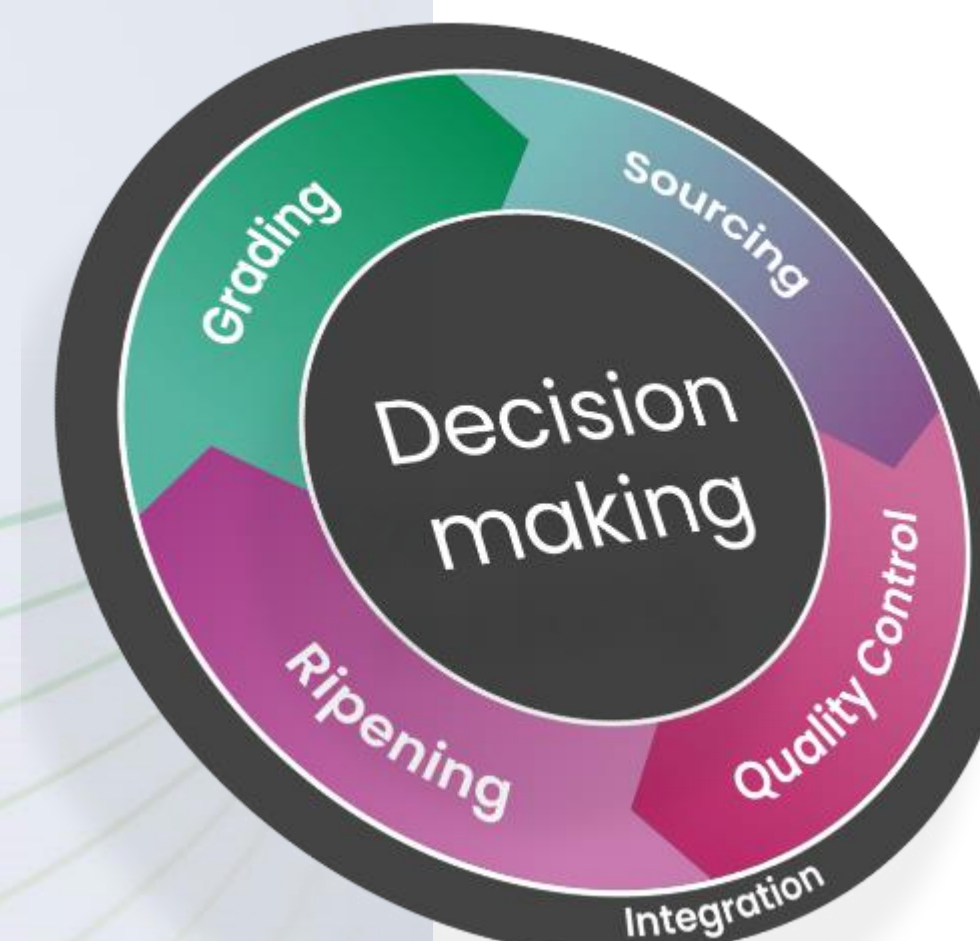 Grading
Sourcing
Decision
making
Quality Control
Ripening
Integration